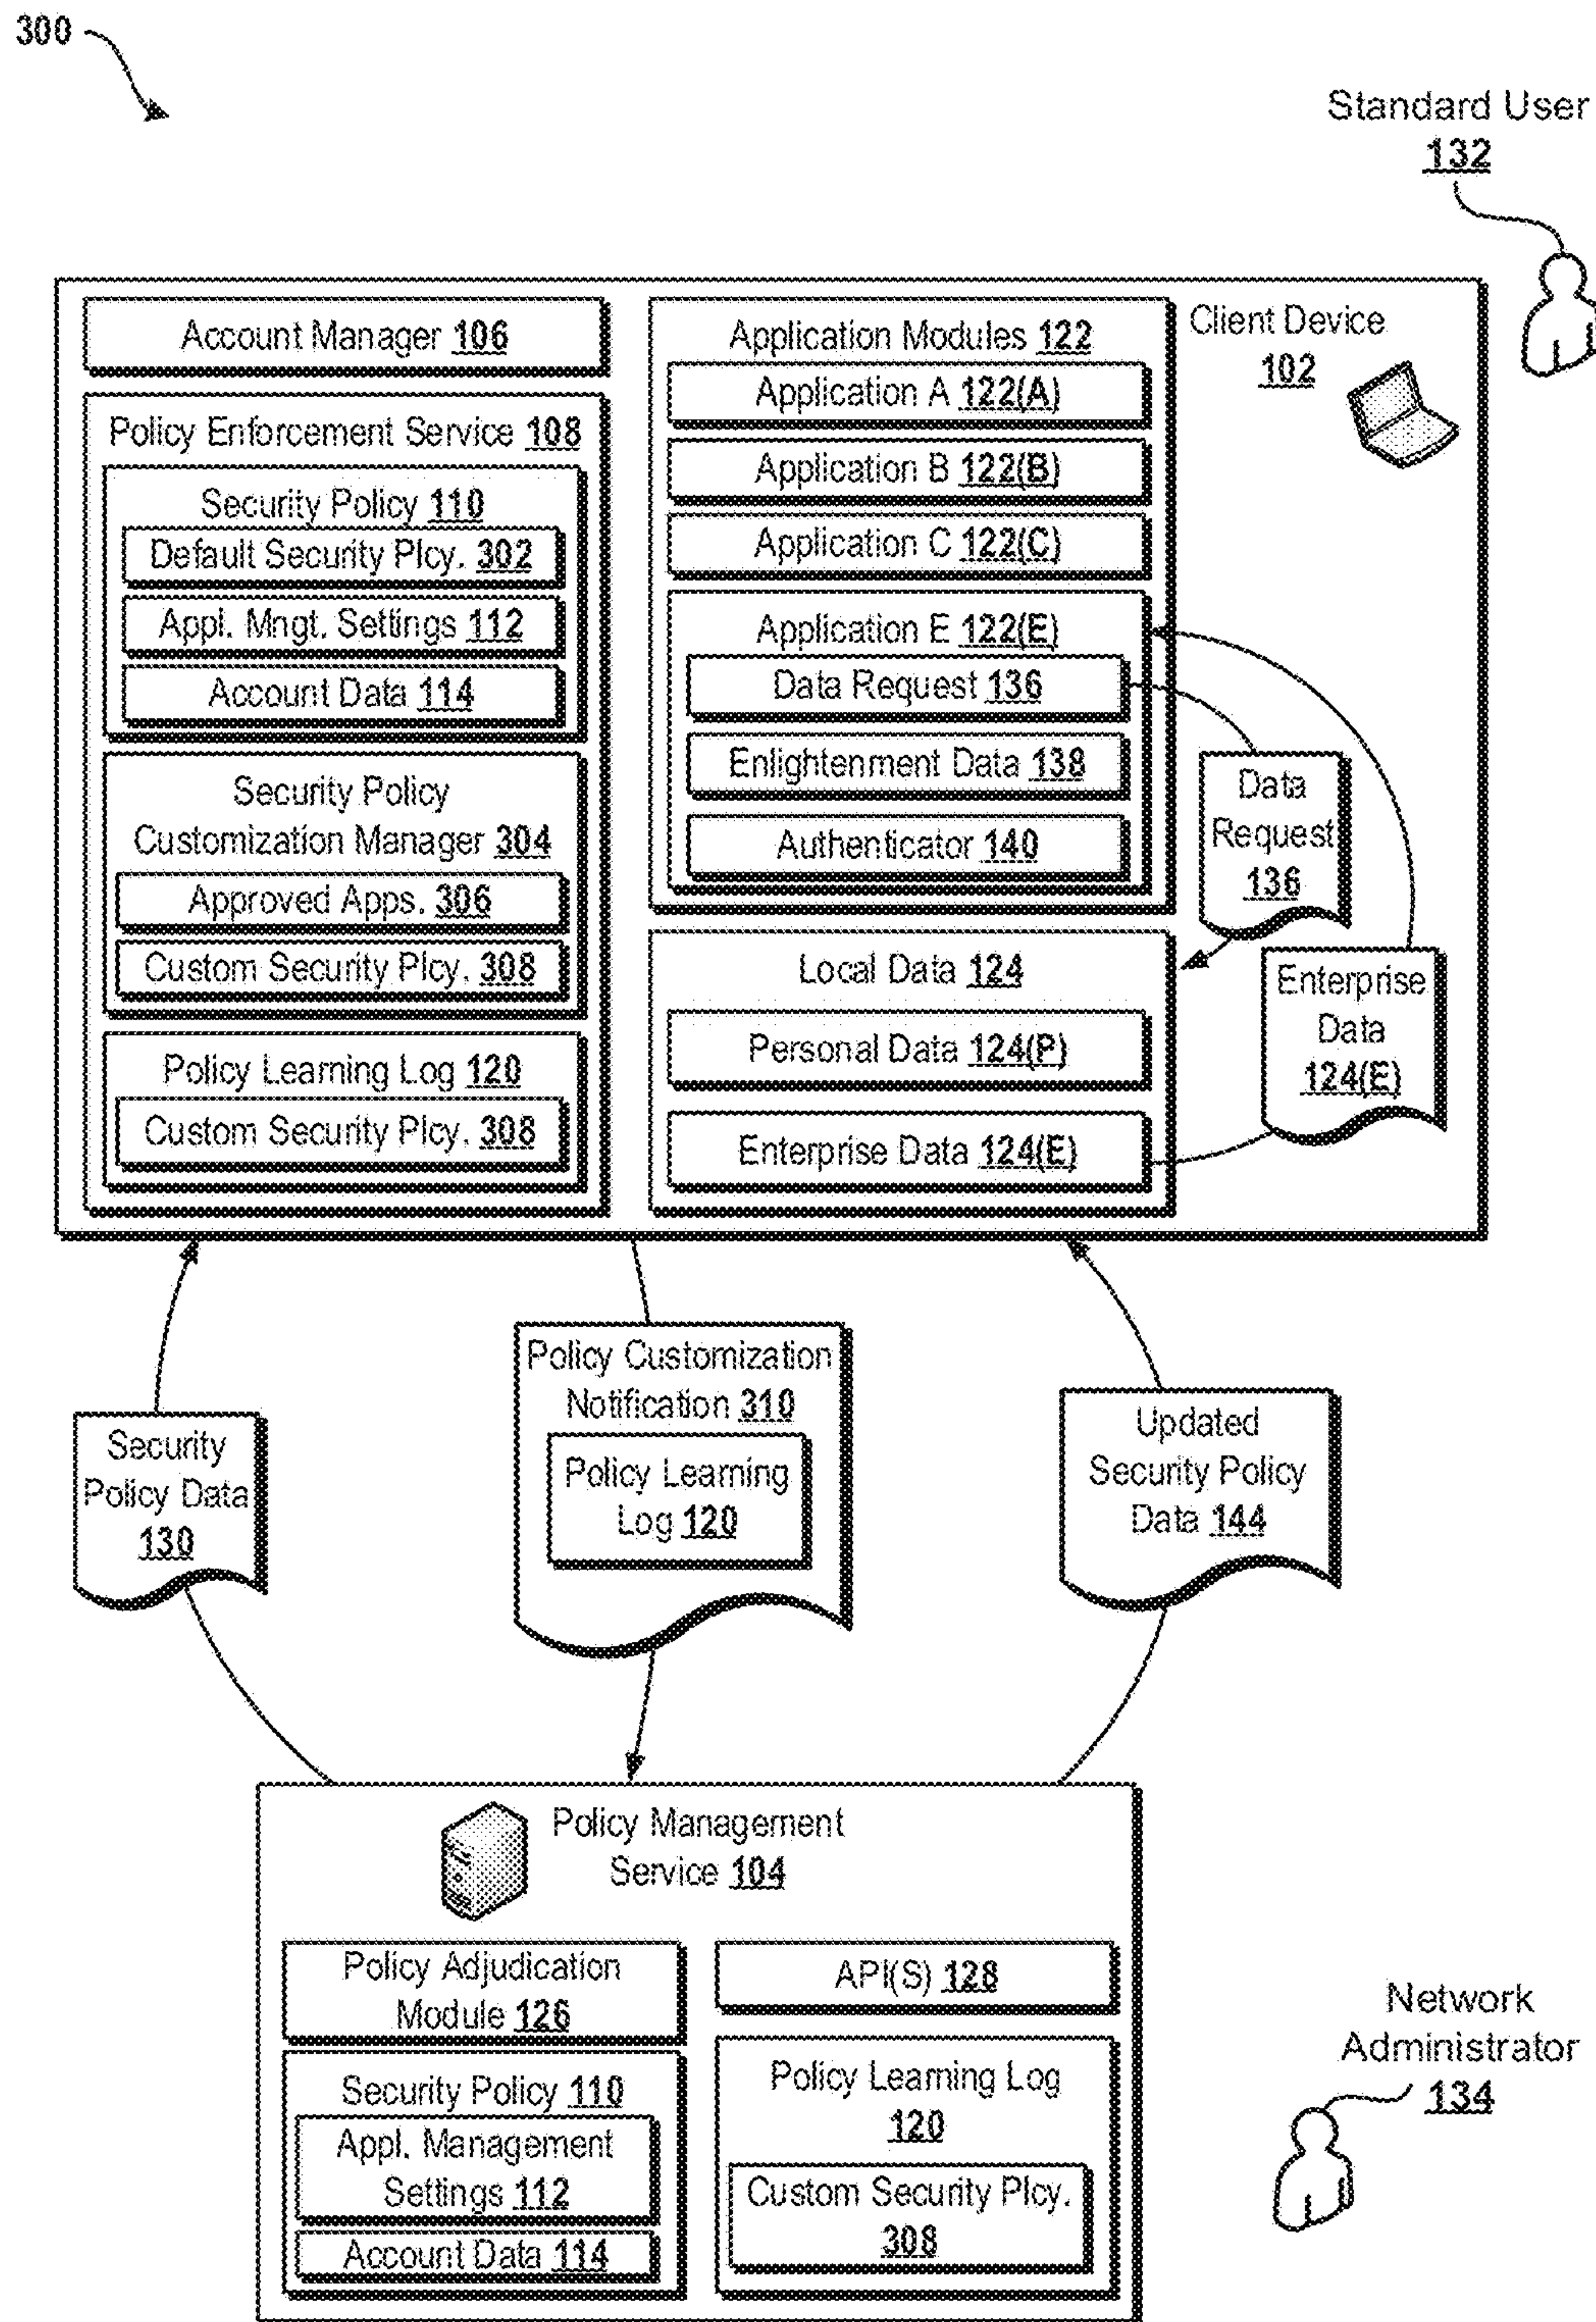 300
Standard User
132
Account Manager 106
Policy Enforcement Service 108
Security Policy 110
Default Security Plcy. 302
Appl. Mngt. Settings 112
Account Data 114
Security Policy
Customization Manager 304
Approved Apps. 306
Custom Security Plcy. 308
Policy Learning Log 120
Custom Security Plcy. 308
Application Modules 122
Application A 122(A)
Application B 122(B)
Application C 122(C)
Application E 122(E)
Data Request 136
Enlightenment Data 138
Authenticator 140
Local Data 124
Personal Data 124(P)
Enterprise Data 124(E)
Client Device
102
Data
Request
136
Enterprise
Data
124(E)
Security
Policy Data
130
Policy Customization
Notification 310
Policy Learning
Log 120
Updated
Security Policy
Data 144
Policy Management
Service 104
Policy Adjudication
Module 126
Security Policy 110
Appl. Management
Settings 112
Account Data 114
API(S) 128
Policy Learning Log
120
Custom Security Plcy.
308
Network
Administrator
134